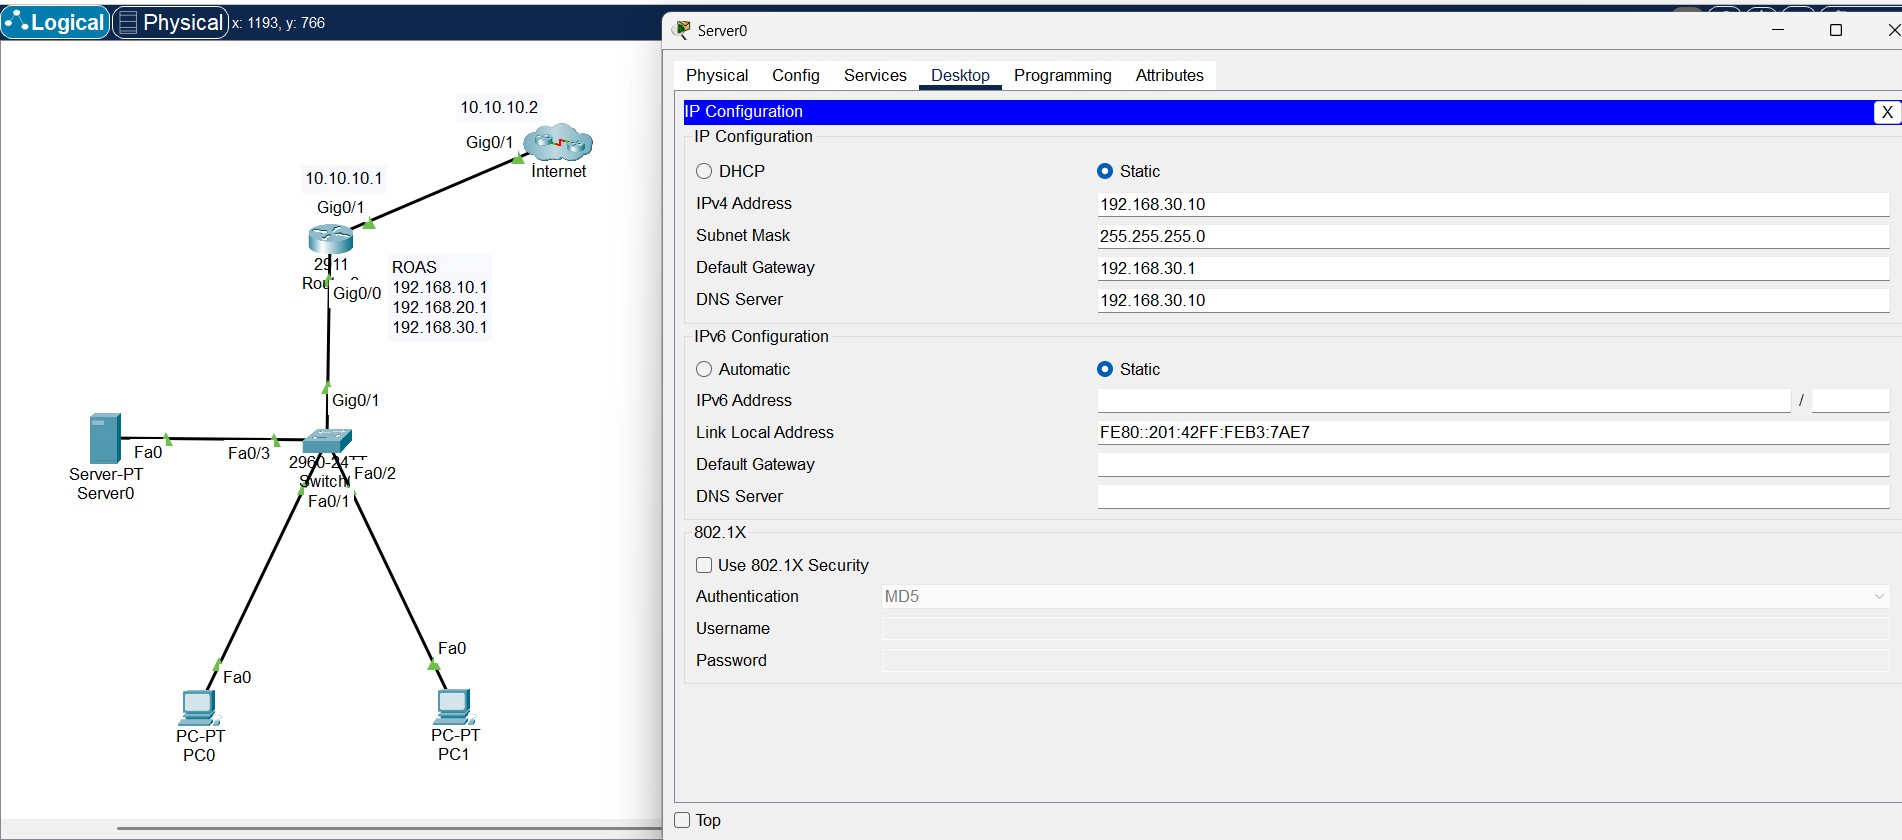 Logical Physical x: 1193, y: 766
10.10.10.2
Gig0/1
İnternet
10.10.10.1
Gig0/1
2911
Gig0/0
ROAS
192.168.10.1
192.168.20.1
192.168.30.1
Gig0/1
Fa0
Fa0/3
Server-PT
Server0
Switch
Fa0/2
Fa0/1
Fa0
Fa0
PC-PT
PC0
PC-PT
PC1
Server0
Physical Config Services Desktop Programming Attributes
IP Configuration X
IP Configuration
DHCP Static
IPv4 Address 192.168.30.10
Subnet Mask 255.255.255.0
Default Gateway 192.168.30.1
DNS Server 192.168.30.10
IPv6 Configuration
Automatic Static
IPv6 Address /
Link Local Address FE80::201:42FF:FEB3:7AE7
Default Gateway
DNS Server
802.1X
Use 802.1X Security
Authentication MD5
Username
Password
Top